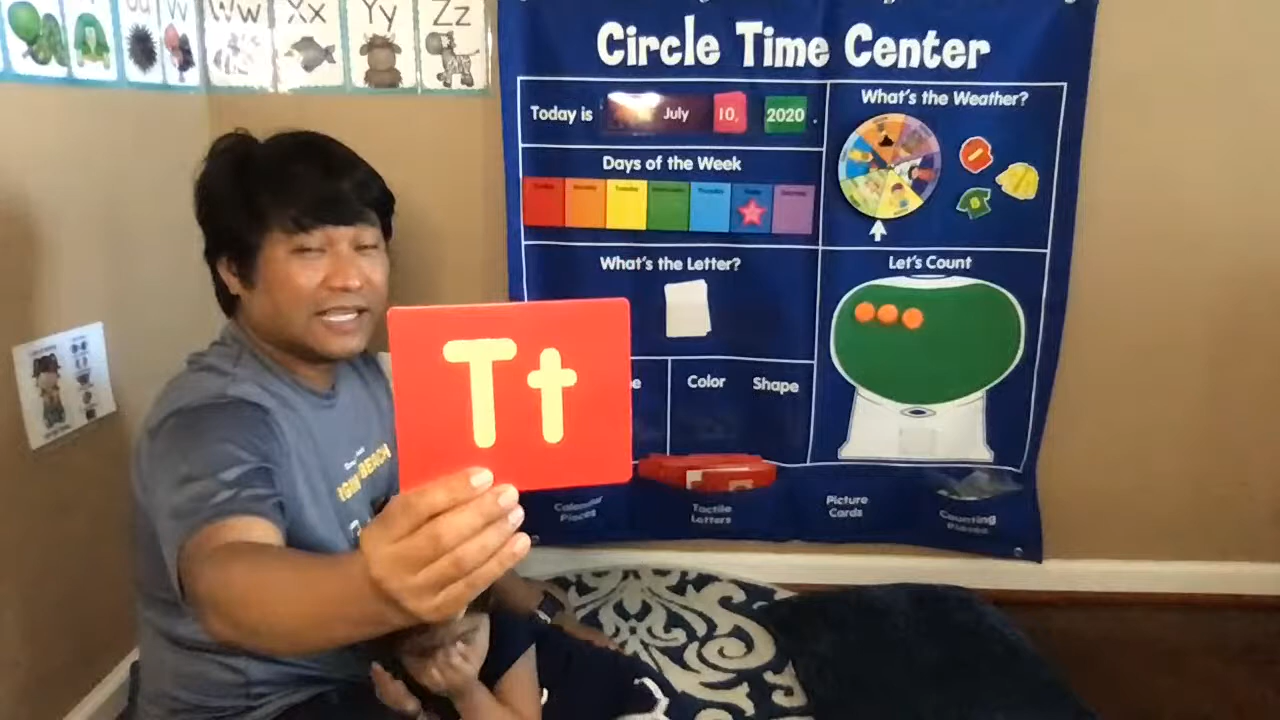 Ww Xx Yy Zz
Circle Time Center
Today is July 10, 2020
What's the Weather?
Days of the Week
What's the Letter?
Let's Count
Tt
Color Shape
BEACH
Calendar Pieces
Tactile Letters
Picture Cards
Counting Pieces